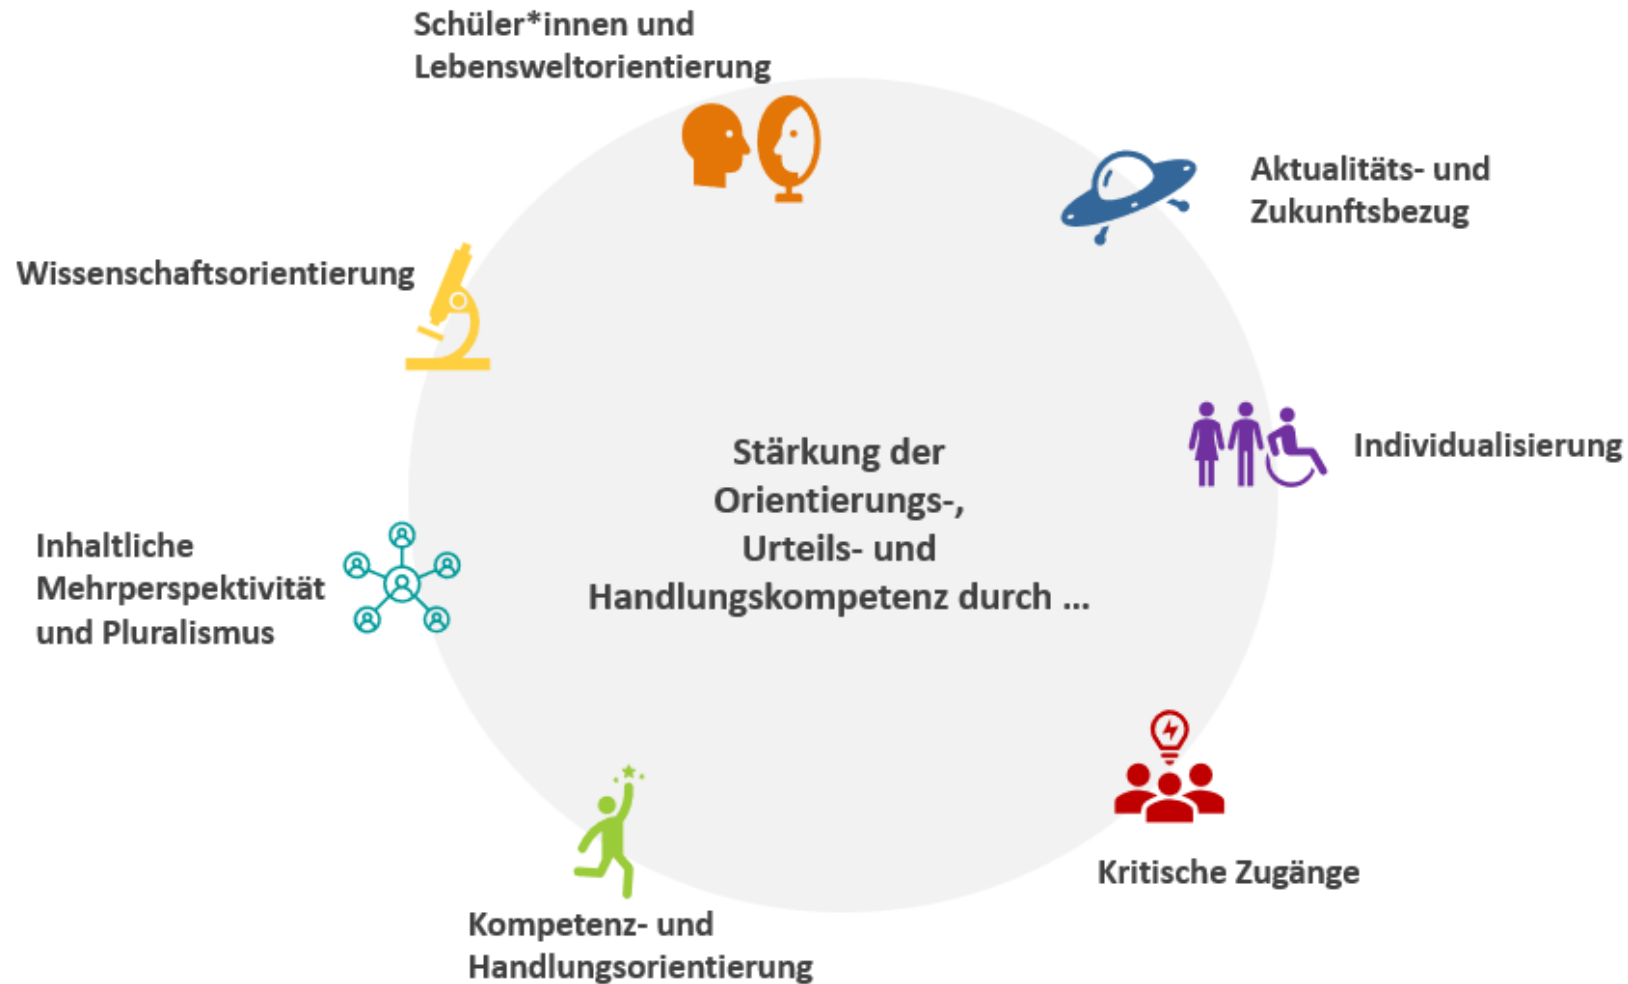 Schüler*innen und
Lebensweltorientierung
Aktualitäts- und
Zukunftsbezug
Wissenschaftsorientierung
Individualisierung
Stärkung der
Orientierungs-,
Urteils- und
Handlungskompetenz durch ...
Inhaltliche
Mehrperspektivität
und Pluralismus
Kritische Zugänge
Kompetenz- und
Handlungsorientierung